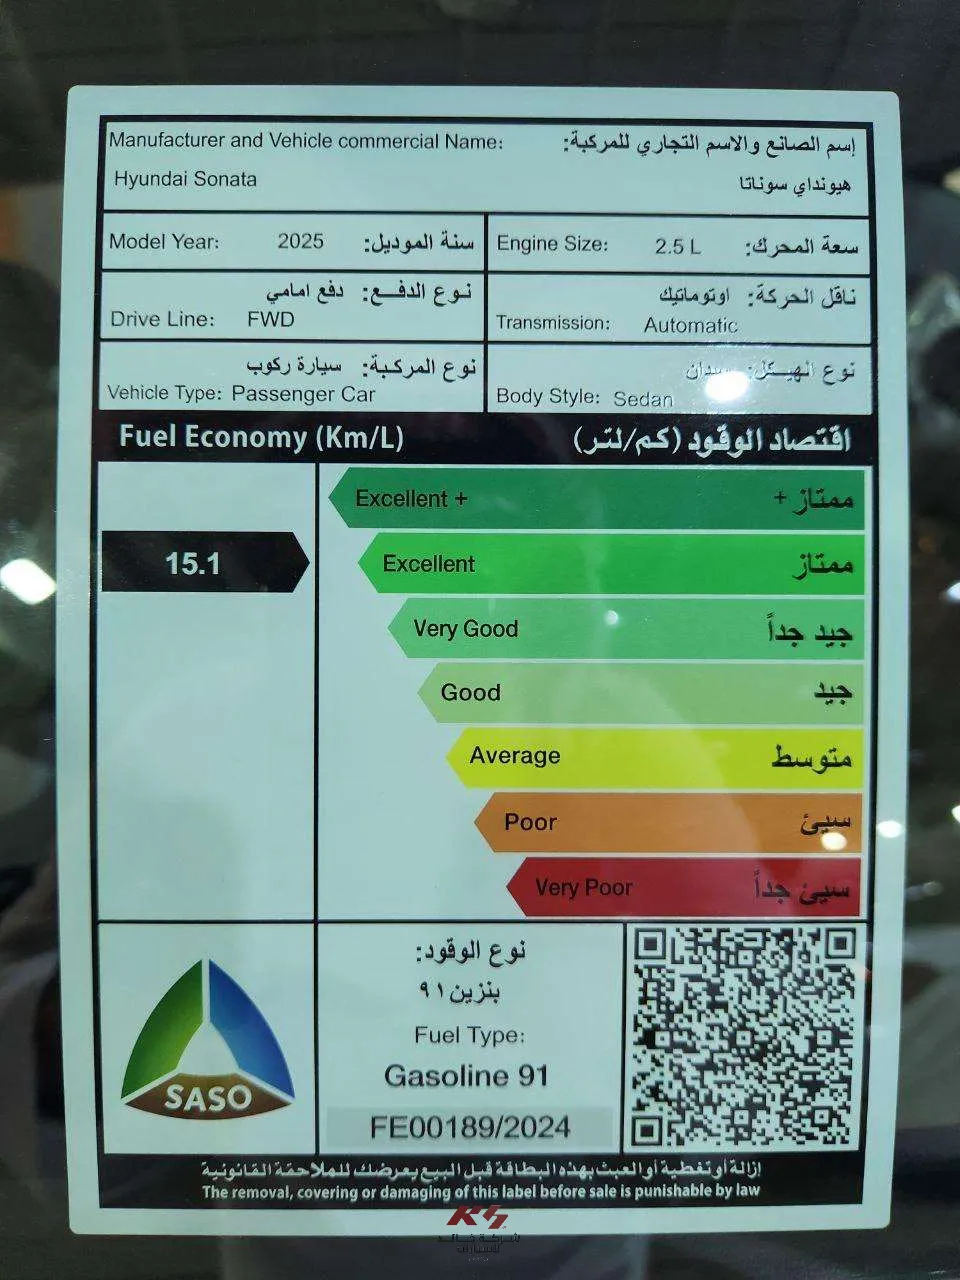 Manufacturer and Vehicle commercial Name: إسم الصانع والاسم التجاري للمركبة:
Hyundai Sonata هيونداي سوناتا
Model Year: 2025 سنة الموديل:
Engine Size: 2.5 L سعة المحرك:
نوع الدفع: دفع امامي
Drive Line: FWD
ناقل الحركة: اوتوماتيك
Transmission: Automatic
نوع المركبة: سيارة ركوب
Vehicle Type: Passenger Car
نوع الهيكل: سيدان
Body Style: Sedan
Fuel Economy (Km/L) اقتصاد الوقود (كم/لتر)
Excellent + ممتاز +
15.1
Excellent ممتاز
Very Good جيد جداً
Good جيد
Average متوسط
Poor سيئ
Very Poor سيئ جداً
SASO
نوع الوقود:
بنزين ٩١
Fuel Type:
Gasoline 91
FE00189/2024
إزالة أو تغطية أو العبث بهذه البطاقة قبل البيع يعرضك للملاحقة القانونية
The removal, covering or damaging of this label before sale is punishable by law
شركة خالد
للسيارات